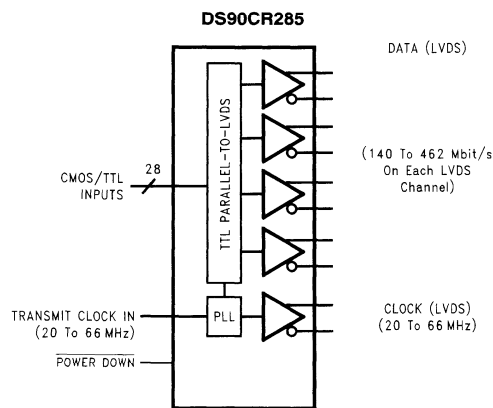 DS90CR285
DATA (LVDS)
TTL PARALLEL-TO-LVDS
28
CMOS/TTL
INPUTS
(140 To 462 Mbit/s
On Each LVDS
Channel)
TRANSMIT CLOCK IN
(20 To 66 MHz)
PLL
CLOCK (LVDS)
(20 To 66 MHz)
POWER DOWN